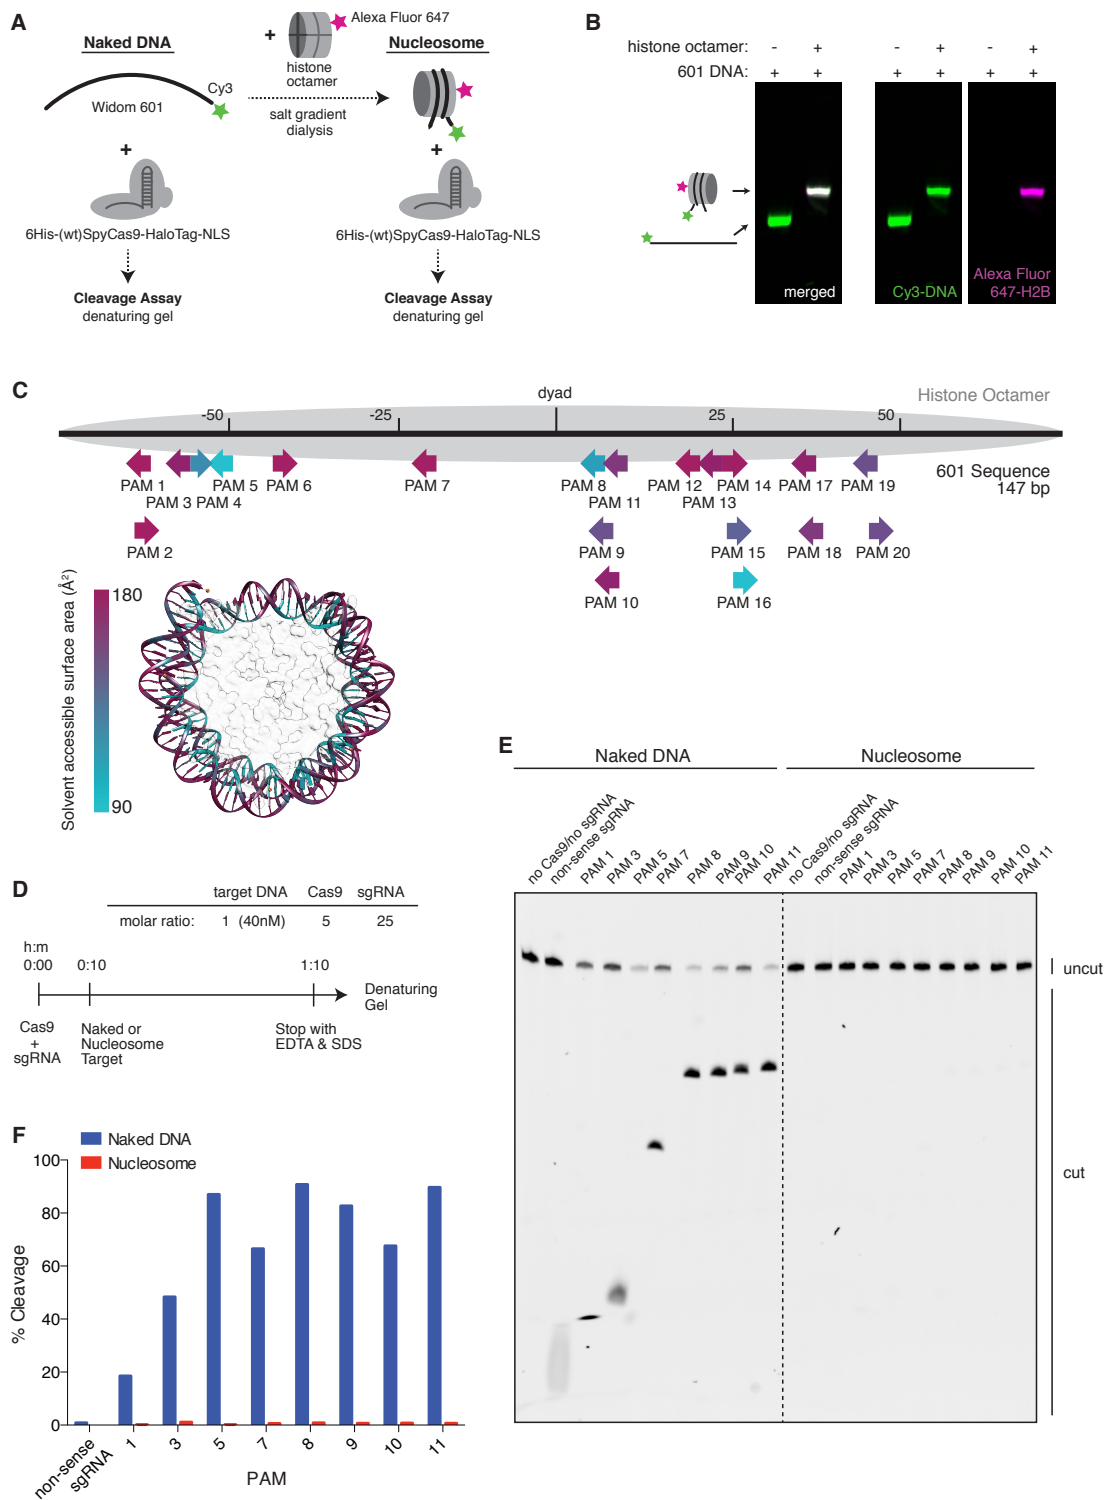 A
Naked DNA
Widom 601
Cy3
+
histone
octamer
Alexa Fluor 647
Nucleosome
salt gradient
dialysis
+
+
6His-(wt)SpyCas9-HaloTag-NLS
6His-(wt)SpyCas9-HaloTag-NLS
Cleavage Assay
denaturing gel
Cleavage Assay
denaturing gel
B
histone octamer: - + - + - +
601 DNA: + + + + + +
merged
Cy3-DNA
Alexa Fluor
647-H2B
C
dyad
Histone Octamer
-50 -25 25 50
601 Sequence
147 bp
PAM 1 PAM 5 PAM 6 PAM 7 PAM 8 PAM 12 PAM 14 PAM 17 PAM 19
PAM 3 PAM 4 PAM 11 PAM 13
PAM 2 PAM 9 PAM 15 PAM 18 PAM 20
PAM 10 PAM 16
Solvent accessible surface area (Å²)
180
90
D
target DNA Cas9 sgRNA
molar ratio: 1 (40nM) 5 25
h:m
0:00 0:10 1:10
Denaturing
Gel
Cas9
+
sgRNA
Naked or
Nucleosome
Target
Stop with
EDTA & SDS
E
Naked DNA Nucleosome
no Cas9/no sgRNA
non-sense sgRNA
PAM 1
PAM 3
PAM 5
PAM 7
PAM 8
PAM 9
PAM 10
PAM 11
no Cas9/no sgRNA
non-sense sgRNA
PAM 1
PAM 3
PAM 5
PAM 7
PAM 8
PAM 9
PAM 10
PAM 11
uncut
cut
F
Naked DNA
Nucleosome
% Cleavage
100
80
60
40
20
0
non-sense
sgRNA
1 3 5 7 8 9 10 11
PAM